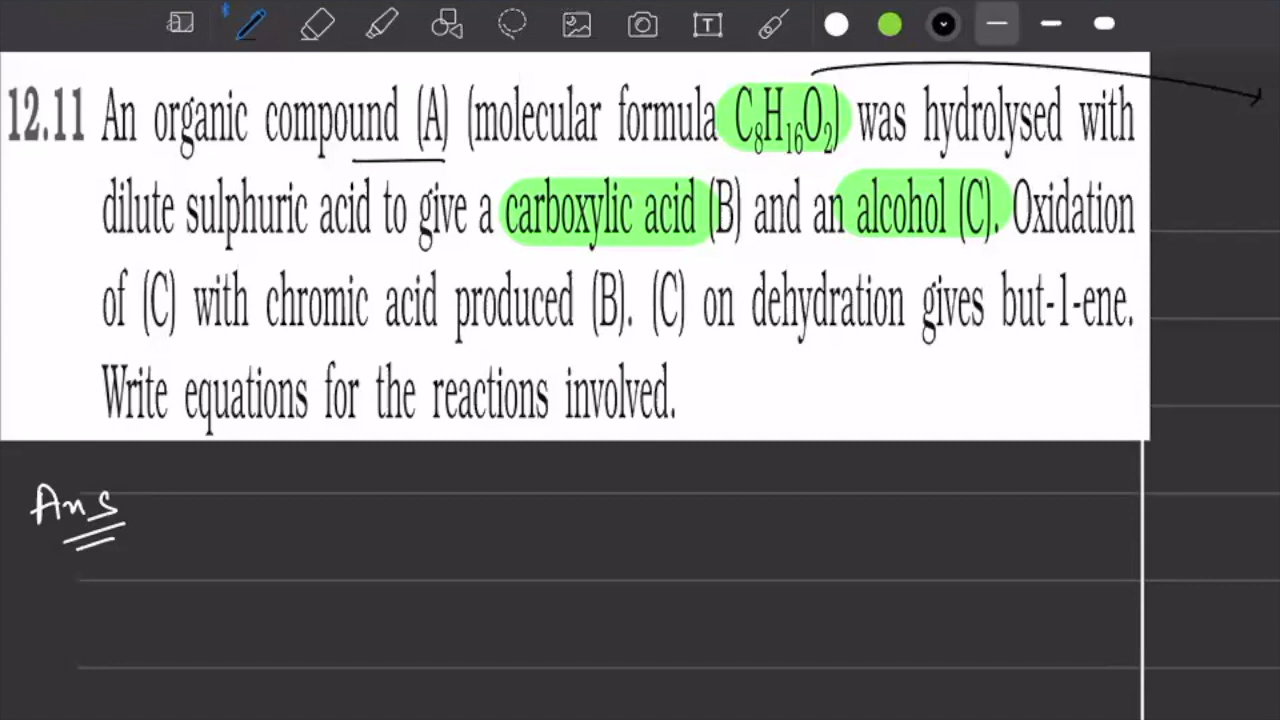 12.11 An organic compound (A) (molecular formula C₈H₁₆O₂) was hydrolysed with
dilute sulphuric acid to give a carboxylic acid (B) and an alcohol (C). Oxidation
of (C) with chromic acid produced (B). (C) on dehydration gives but-1-ene.
Write equations for the reactions involved.
Ans